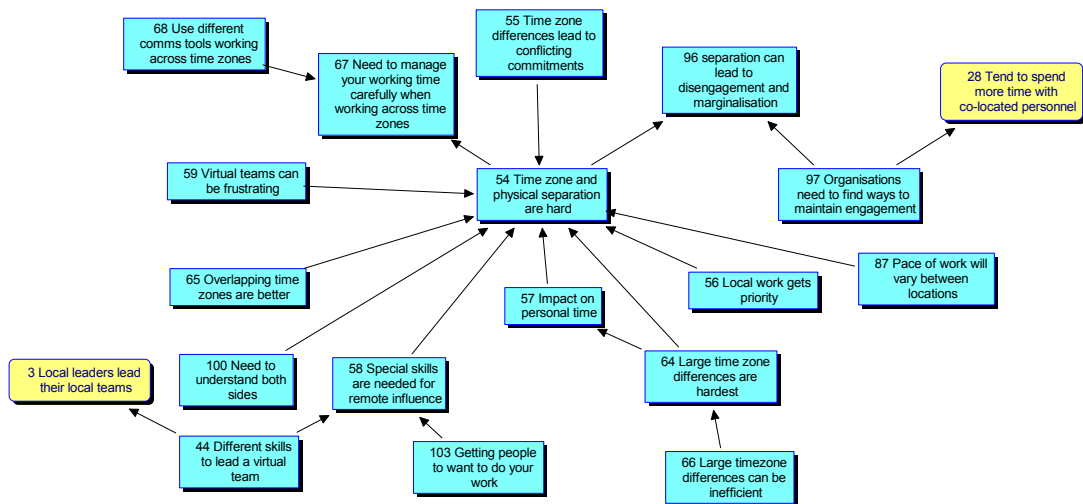 68 Use different
comms tools working
across time zones
67 Need to manage
your working time
carefully when
working across time
zones
55 Time zone
differences lead to
conflicting
commitments
96 separation can
lead to
disengagement and
marginalisation
28 Tend to spend
more time with
co-located personnel
59 Virtual teams can
be frustrating
54 Time zone and
physical separation
are hard
97 Organisations
need to find ways to
maintain engagement
65 Overlapping time
zones are better
57 Impact on
personal time
56 Local work gets
priority
87 Pace of work will
vary between
locations
3 Local leaders lead
their local teams
100 Need to
understand both
sides
58 Special skills
are needed for
remote influence
64 Large time zone
differences are
hardest
44 Different skills
to lead a virtual
team
103 Getting people
to want to do your
work
66 Large timezone
differences can be
inefficient